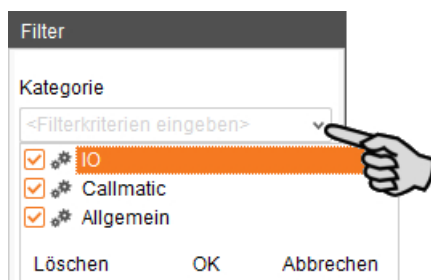 Filter
Kategorie
<Filterkriterien eingeben>
IO
Callmatic
Allgemein
Löschen OK Abbrechen